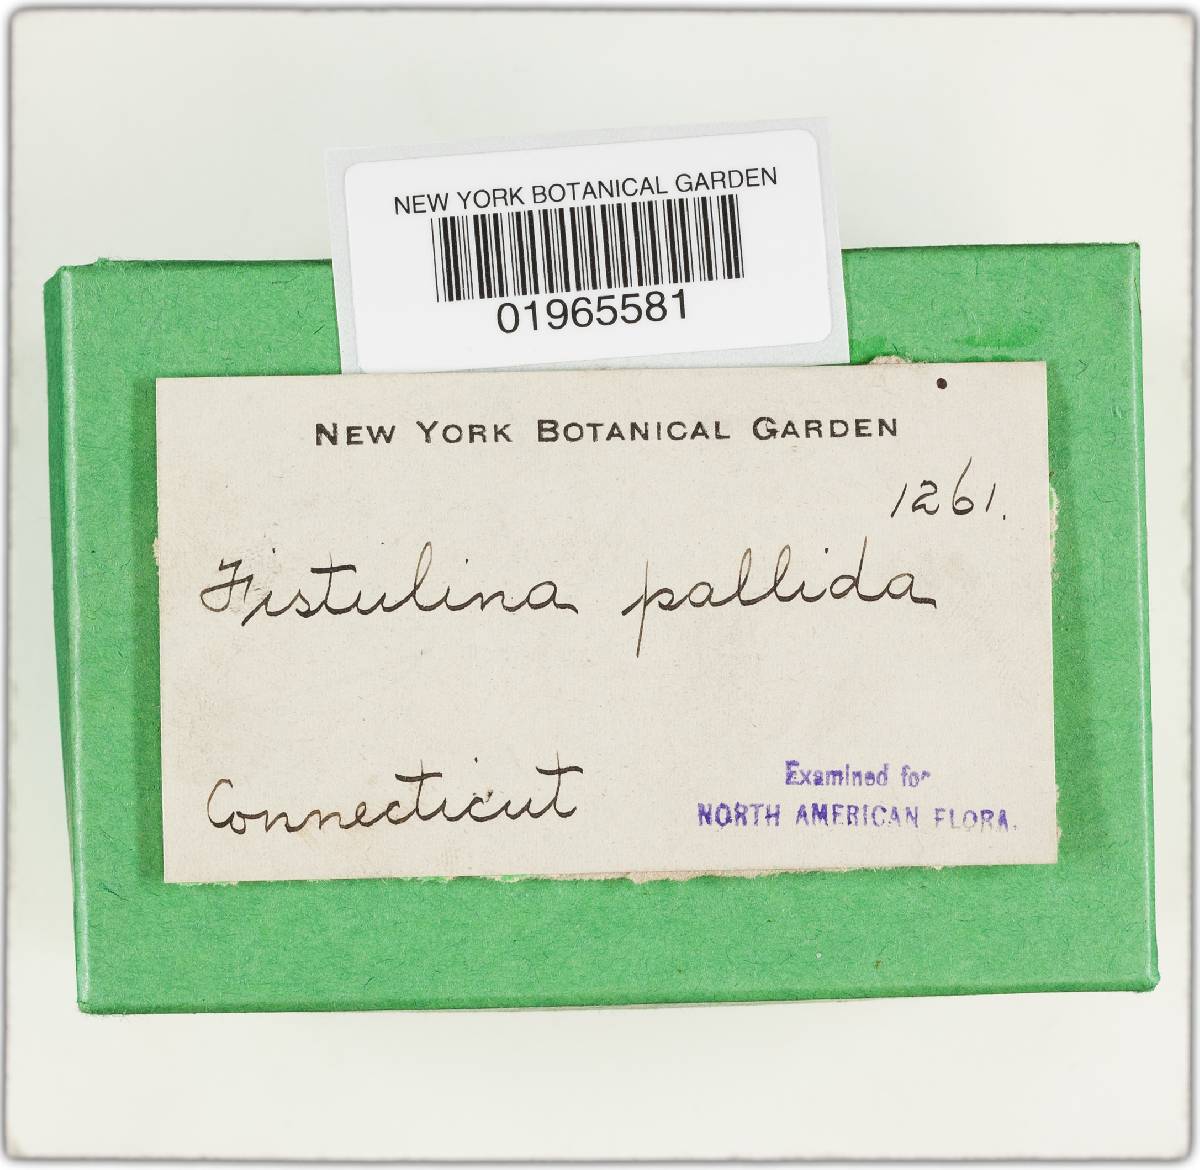 NEW YORK BOTANICAL GARDEN
01965581
NEW YORK BOTANICAL GARDEN
1261.
Fistulina pallida
Connecticut
Examined for
NORTH AMERICAN FLORA.